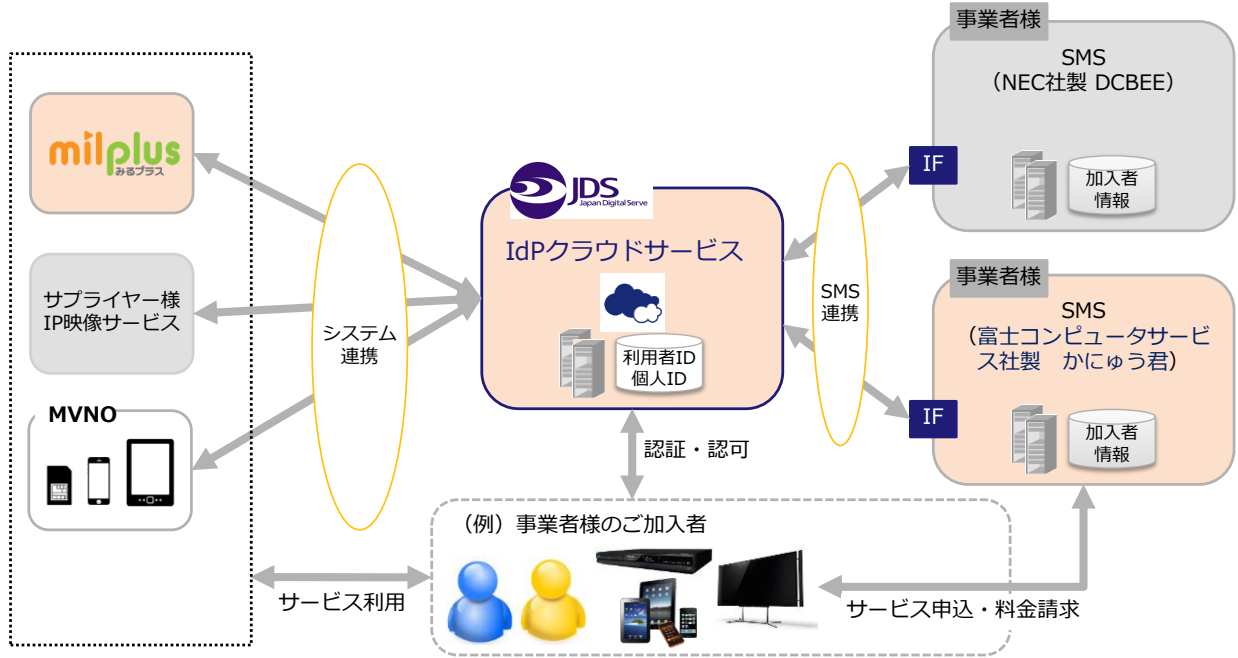 milplus
みるプラス
サプライヤー様
IP映像サービス
MVNO
システム
連携
JDS
Japan Digital Serve
IdPクラウドサービス
利用者ID
個人ID
SMS
連携
事業者様
SMS
（NEC社製 DCBEE）
IF
加入者
情報
事業者様
SMS
（富士コンピュータサービ
ス社製　かにゅう君）
IF
加入者
情報
認証・認可
（例）事業者様のご加入者
サービス利用
サービス申込・料金請求